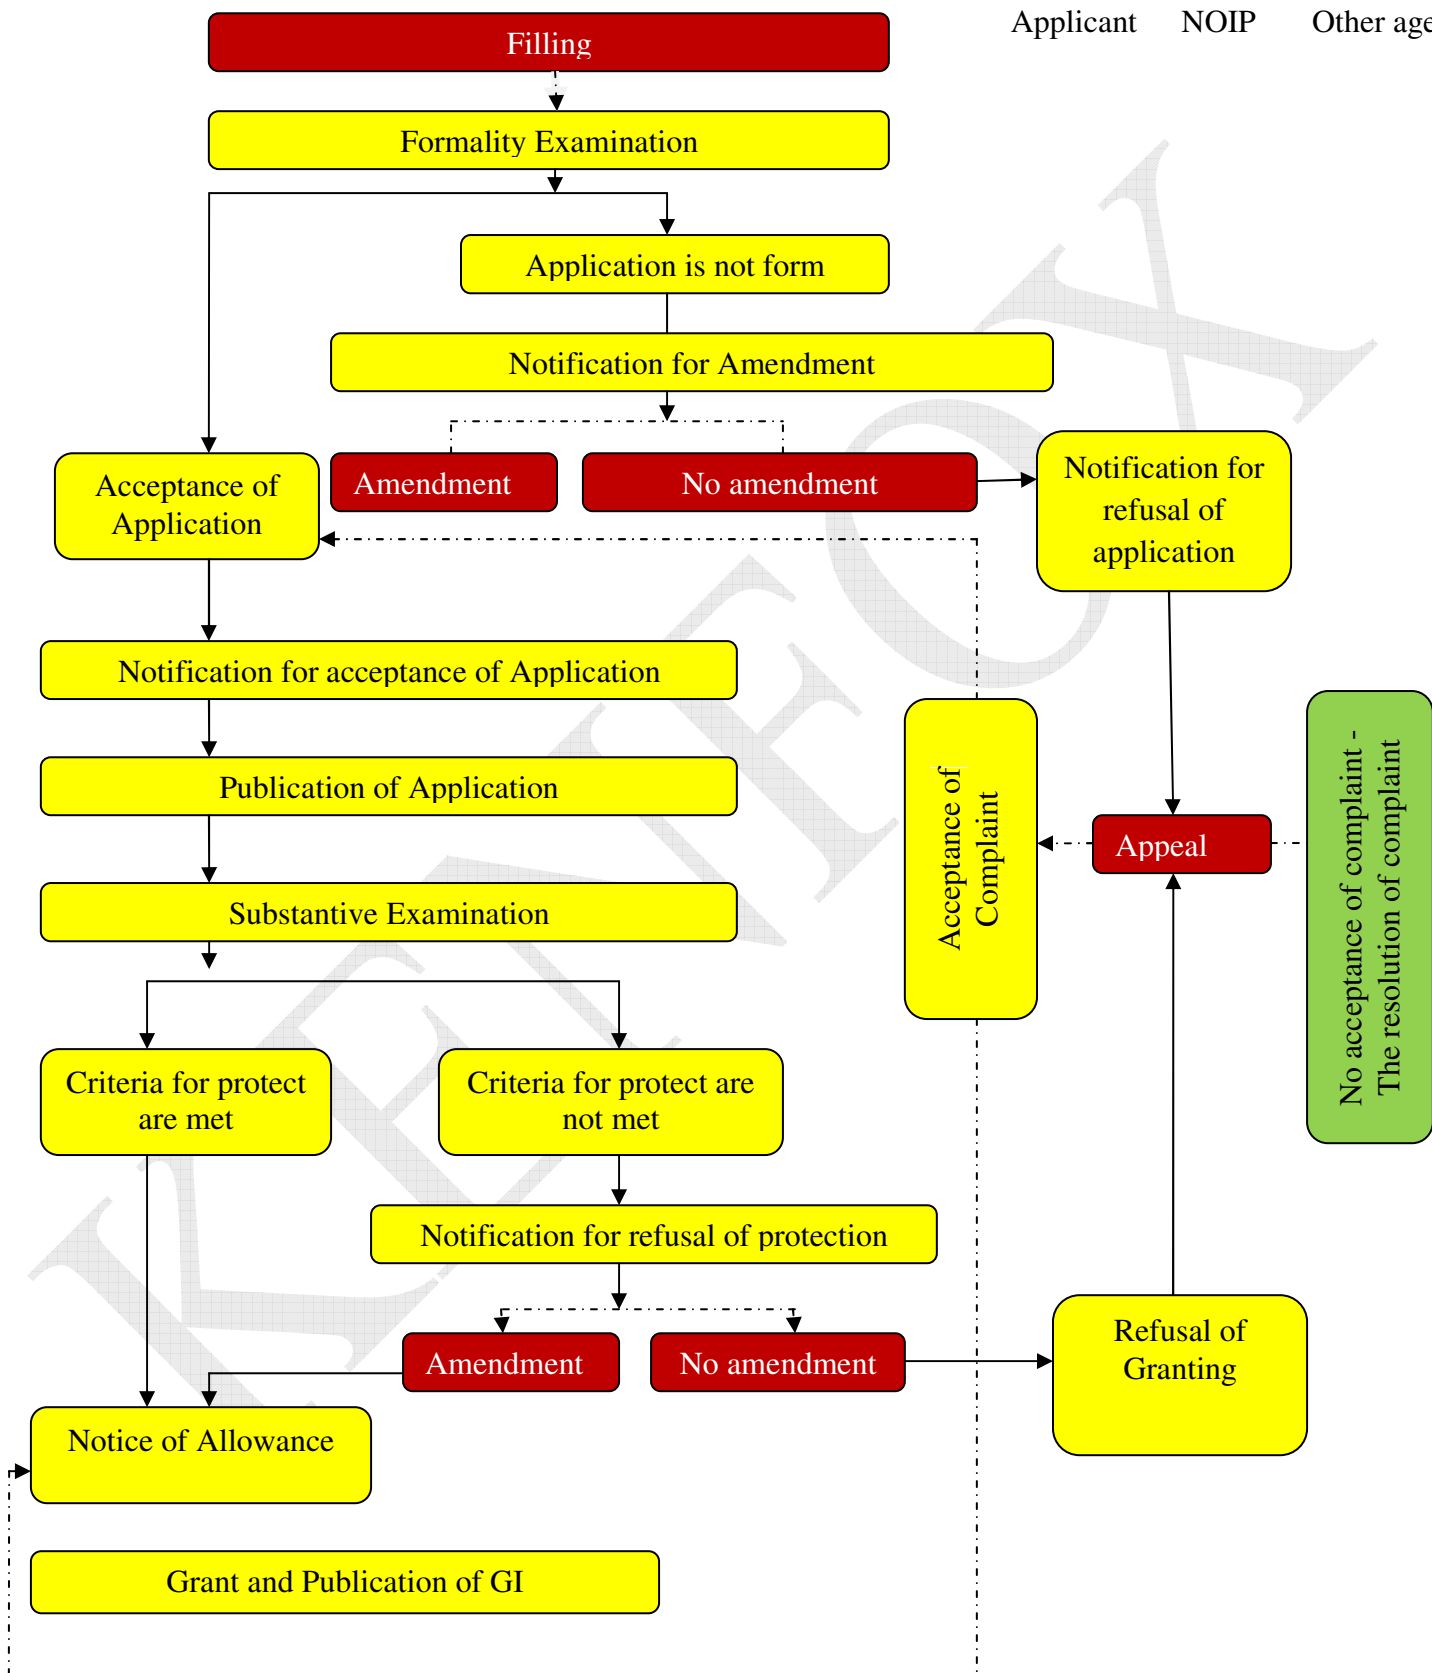 Applicant NOIP Other age
Filling
Formality Examination
Application is not form
Notification for Amendment
Amendment
No amendment
Notification for
refusal of
application
Acceptance of
Application
Notification for acceptance of Application
Publication of Application
Substantive Examination
Acceptance of
Complaint
Appeal
No acceptance of complaint -
The resolution of complaint
Criteria for protect
are met
Criteria for protect are
not met
Notification for refusal of protection
Amendment
No amendment
Refusal of
Granting
Notice of Allowance
Grant and Publication of GI
KENFOX